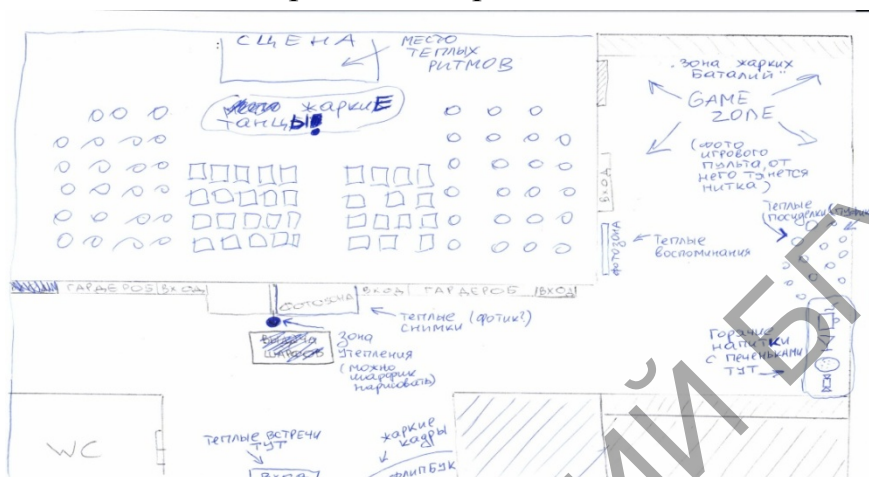 СЦЕНА
МЕСТО
ТЕПЛЫХ
РИТМОВ
ЖАРКИЕ
ТАНЦЫ!
"ЗОНА ЖАРКИХ
БАТАЛИЙ"
GAME
ZONE
(ФОТО
ИГРОВОГО
ПУЛЬТА, ОТ
НЕГО ТЯНЕТСЯ
НИТКА)
ВХОД
ФОТОЗОНА
ТЕПЛЫЕ
ВОСПОМИНАНИЯ
ТЕПЛЫЕ
ПОСИДЕЛКИ
ГАРДЕРОБ ВХОД
ФОТОЗОНА
ВХОД ГАРДЕРОБ ВХОД
ТЕПЛЫЕ (ФОТИК?)
СНИМКИ
ЗОНА
УТЕПЛЕНИЯ
(МОЖНО
ШАРФИК
НАРИСОВАТЬ)
ГОРЯЧИЕ
НАПИТКИ
С ПЕЧЕНЬКАМИ
ТУТ
WC
ТЕПЛЫЕ ВСТРЕЧИ
ТУТ
ВХОД
ЖАРКИЕ
КАДРЫ
ФЛИПБУК